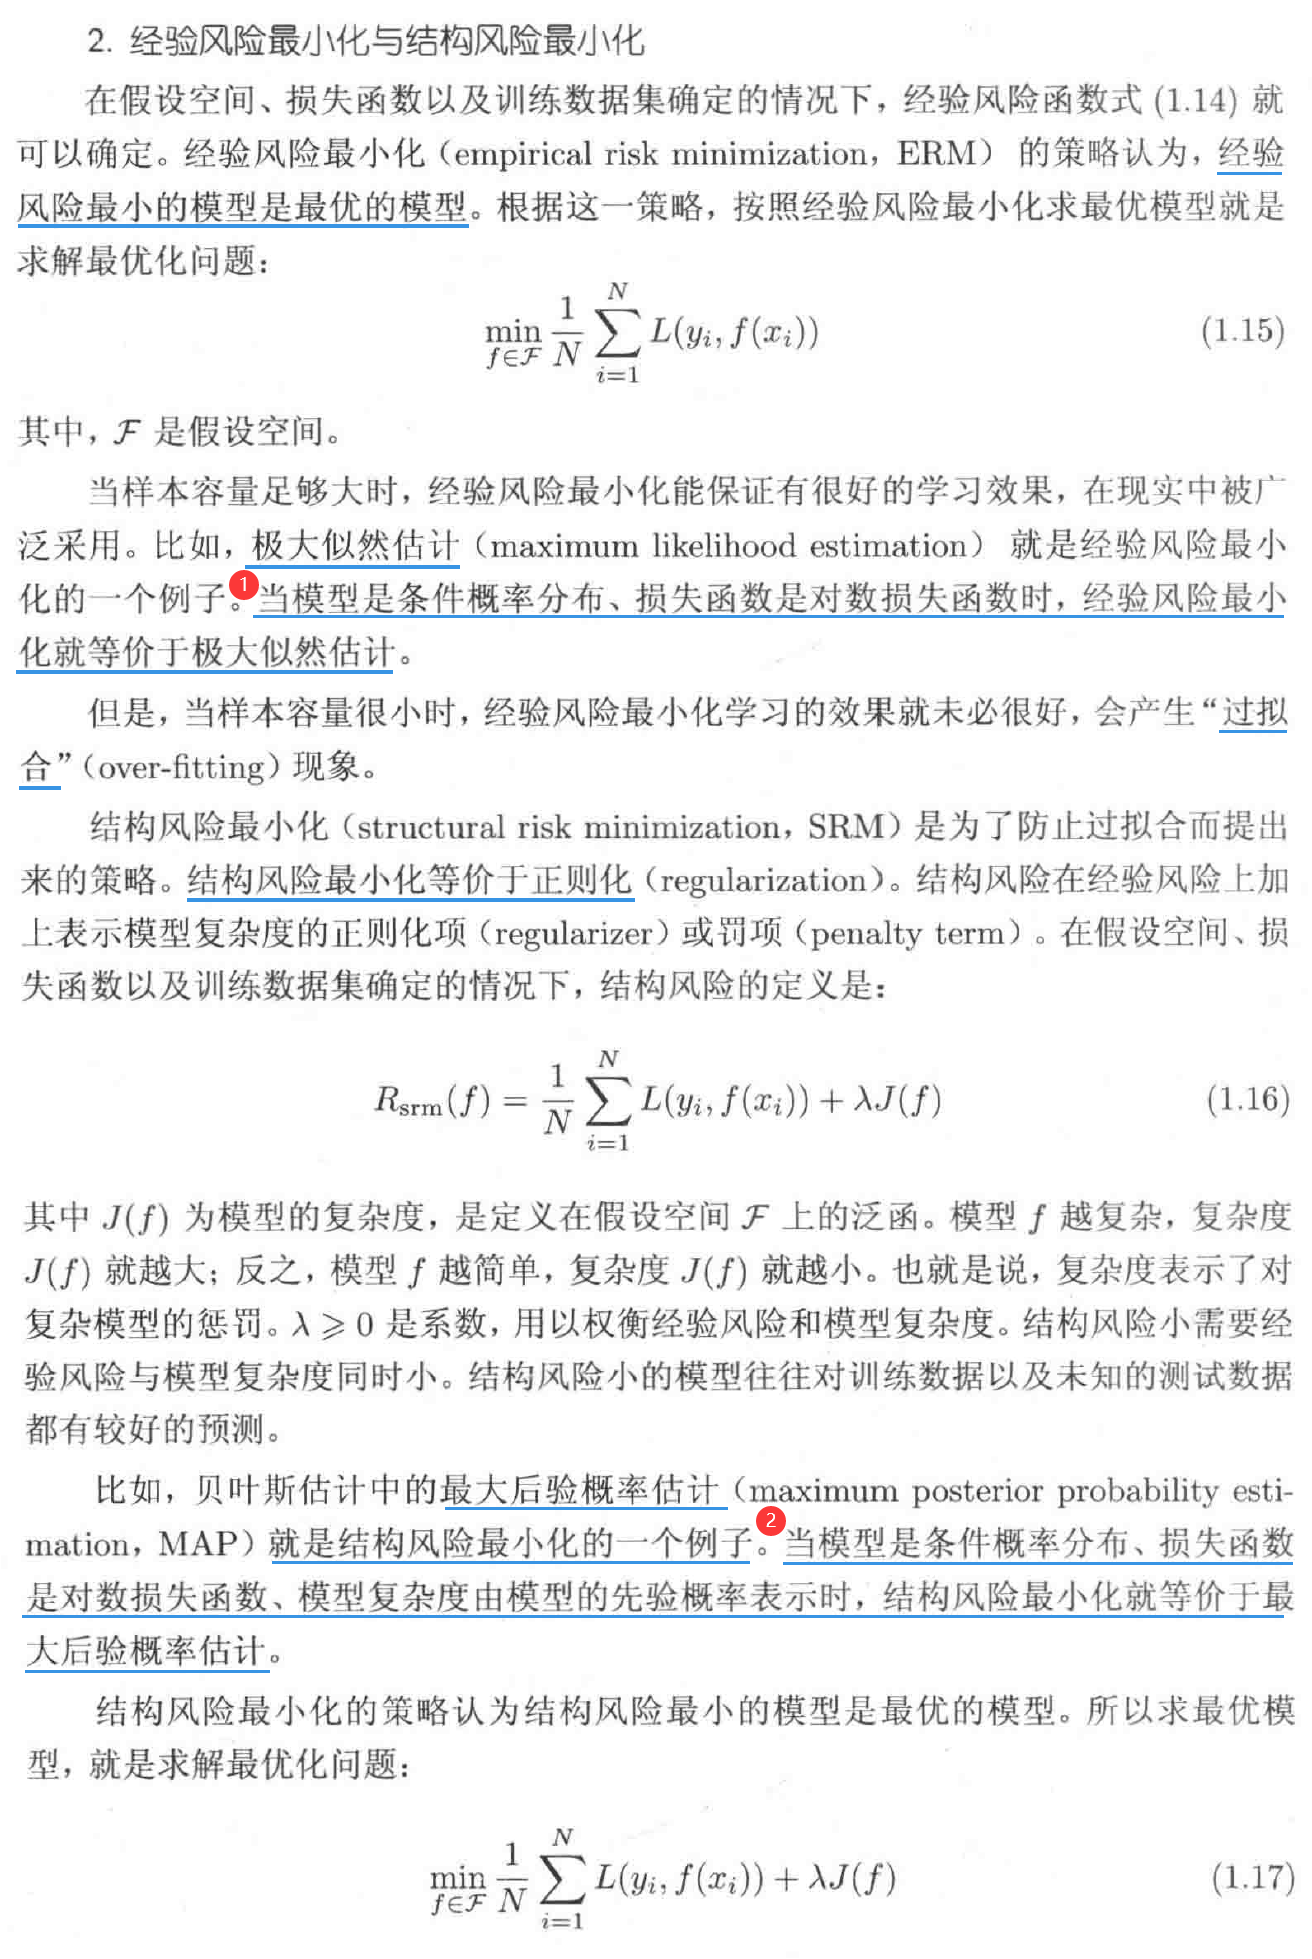 2. 经验风险最小化与结构风险最小化
在假设空间、损失函数以及训练数据集确定的情况下，经验风险函数式 (1.14) 就
可以确定。经验风险最小化（empirical risk minimization，ERM） 的策略认为，经验
风险最小的模型是最优的模型。根据这一策略，按照经验风险最小化求最优模型就是
求解最优化问题：
$\min_{f \in \mathcal{F}} \frac{1}{N} \sum_{i=1}^{N} L(y_i, f(x_i))$ (1.15)
其中，$\mathcal{F}$ 是假设空间。
当样本容量足够大时，经验风险最小化能保证有很好的学习效果，在现实中被广
泛采用。比如，极大似然估计（maximum likelihood estimation） 就是经验风险最小
化的一个例子。1当模型是条件概率分布、损失函数是对数损失函数时，经验风险最小
化就等价于极大似然估计。
但是，当样本容量很小时，经验风险最小化学习的效果就未必很好，会产生“过拟
合”（over-fitting）现象。
结构风险最小化（structural risk minimization，SRM）是为了防止过拟合而提出
来的策略。结构风险最小化等价于正则化（regularization）。结构风险在经验风险上加
上表示模型复杂度的正则化项（regularizer）或罚项（penalty term）。在假设空间、损
失函数以及训练数据集确定的情况下，结构风险的定义是：
$R_{\mathrm{srm}}(f) = \frac{1}{N} \sum_{i=1}^{N} L(y_i, f(x_i)) + \lambda J(f)$ (1.16)
其中 J(f) 为模型的复杂度，是定义在假设空间 $\mathcal{F}$ 上的泛函。模型 f 越复杂，复杂度
J(f) 就越大；反之，模型 f 越简单，复杂度 J(f) 就越小。也就是说，复杂度表示了对
复杂模型的惩罚。λ ⩾ 0 是系数，用以权衡经验风险和模型复杂度。结构风险小需要经
验风险与模型复杂度同时小。结构风险小的模型往往对训练数据以及未知的测试数据
都有较好的预测。
比如，贝叶斯估计中的最大后验概率估计（maximum posterior probability esti-
mation，MAP）就是结构风险最小化的一个例子。2当模型是条件概率分布、损失函数
是对数损失函数、模型复杂度由模型的先验概率表示时，结构风险最小化就等价于最
大后验概率估计。
结构风险最小化的策略认为结构风险最小的模型是最优的模型。所以求最优模
型，就是求解最优化问题：
$\min_{f \in \mathcal{F}} \frac{1}{N} \sum_{i=1}^{N} L(y_i, f(x_i)) + \lambda J(f)$ (1.17)